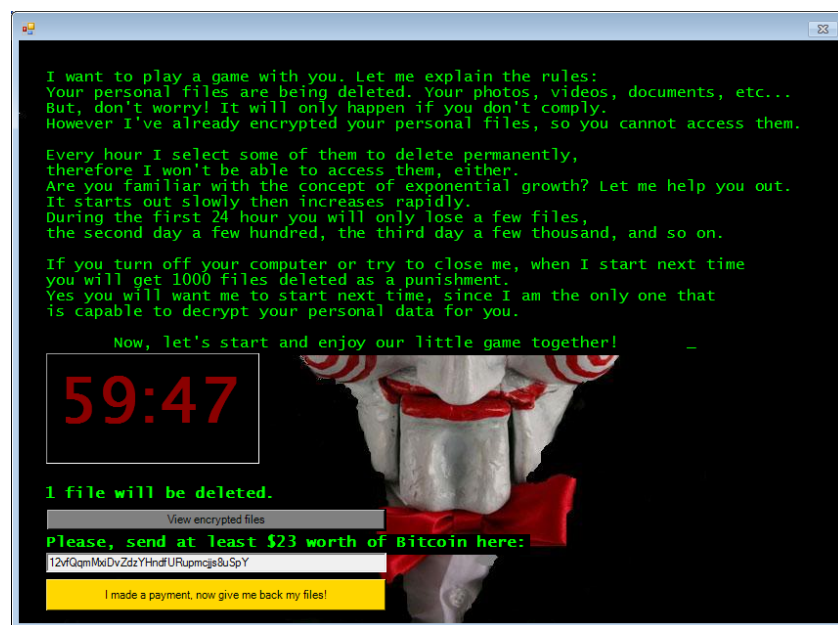 I want to play a game with you. Let me explain the rules:
Your personal files are being deleted. Your photos, videos, documents, etc...
But, don't worry! It will only happen if you don't comply.
However I've already encrypted your personal files, so you cannot access them.
Every hour I select some of them to delete permanently,
therefore I won't be able to access them, either.
Are you familiar with the concept of exponential growth? Let me help you out.
It starts out slowly then increases rapidly.
During the first 24 hour you will only lose a few files,
the second day a few hundred, the third day a few thousand, and so on.
If you turn off your computer or try to close me, when I start next time
you will get 1000 files deleted as a punishment.
Yes you will want me to start next time, since I am the only one that
is capable to decrypt your personal data for you.
Now, let's start and enjoy our little game together! _
59:47
1 file will be deleted.
View encrypted files
Please, send at least $23 worth of Bitcoin here:
12vfQqmMxiDvZdzYHndfURupmcjjs8uSpY
I made a payment, now give me back my files!